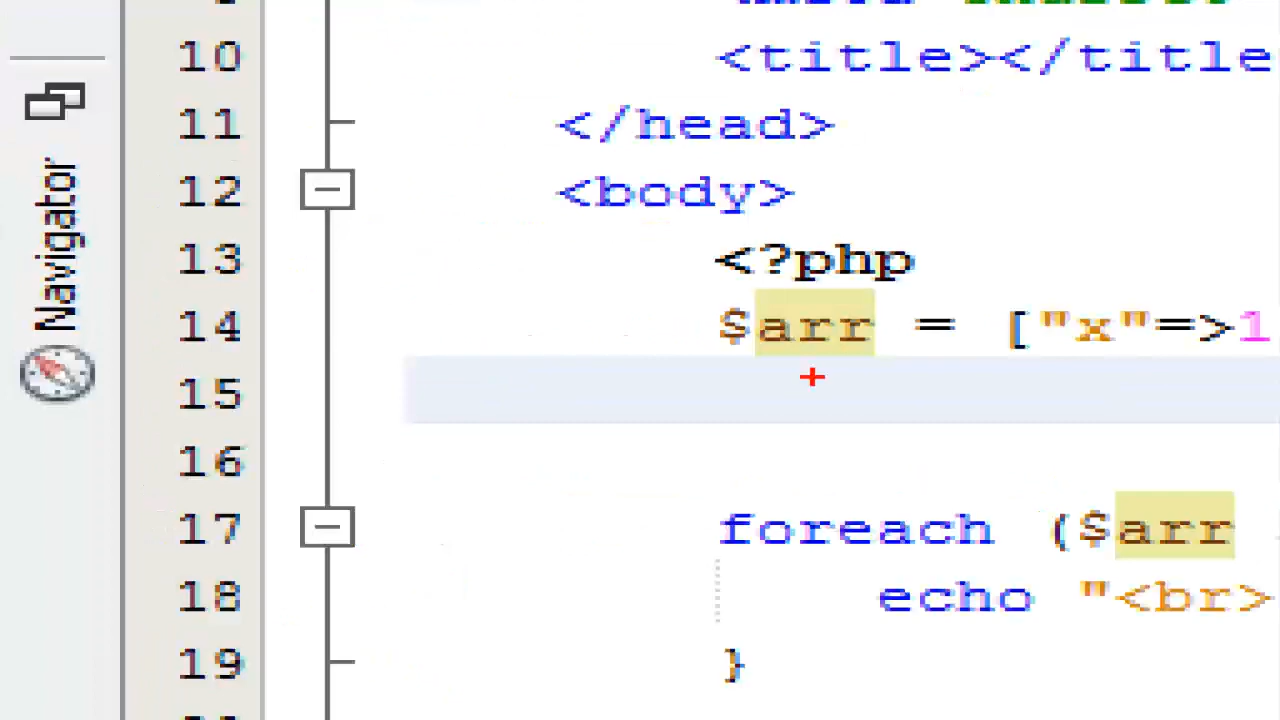 Navigator
10 <title></title
11 </head>
12 <body>
13 <?php
14 $arr = ["x"=>1
15
16
17 foreach ($arr
18 echo "<br>
19 }